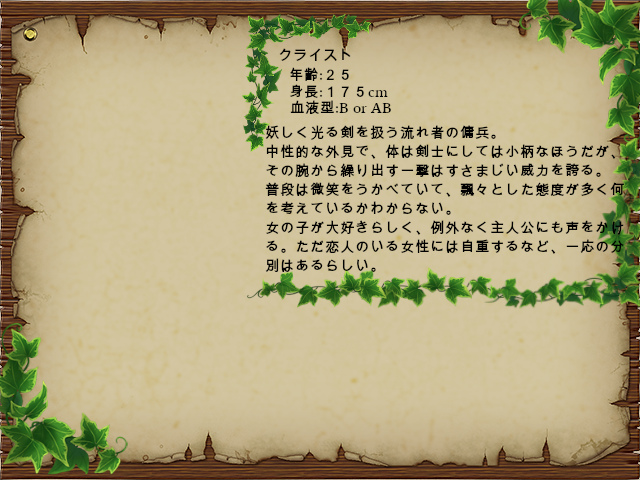 クライスト
年齢:２５
身長:１７５cm
血液型:B or AB
妖しく光る剣を扱う流れ者の傭兵。
中性的な外見で、体は剣士にしては小柄なほうだが、
その腕から繰り出す一撃はすさまじい威力を誇る。
普段は微笑をうかべていて、飄々とした態度が多く何
を考えているかわからない。
女の子が大好きらしく、例外なく主人公にも声をかけ
る。ただ恋人のいる女性には自重するなど、一応の分
別はあるらしい。